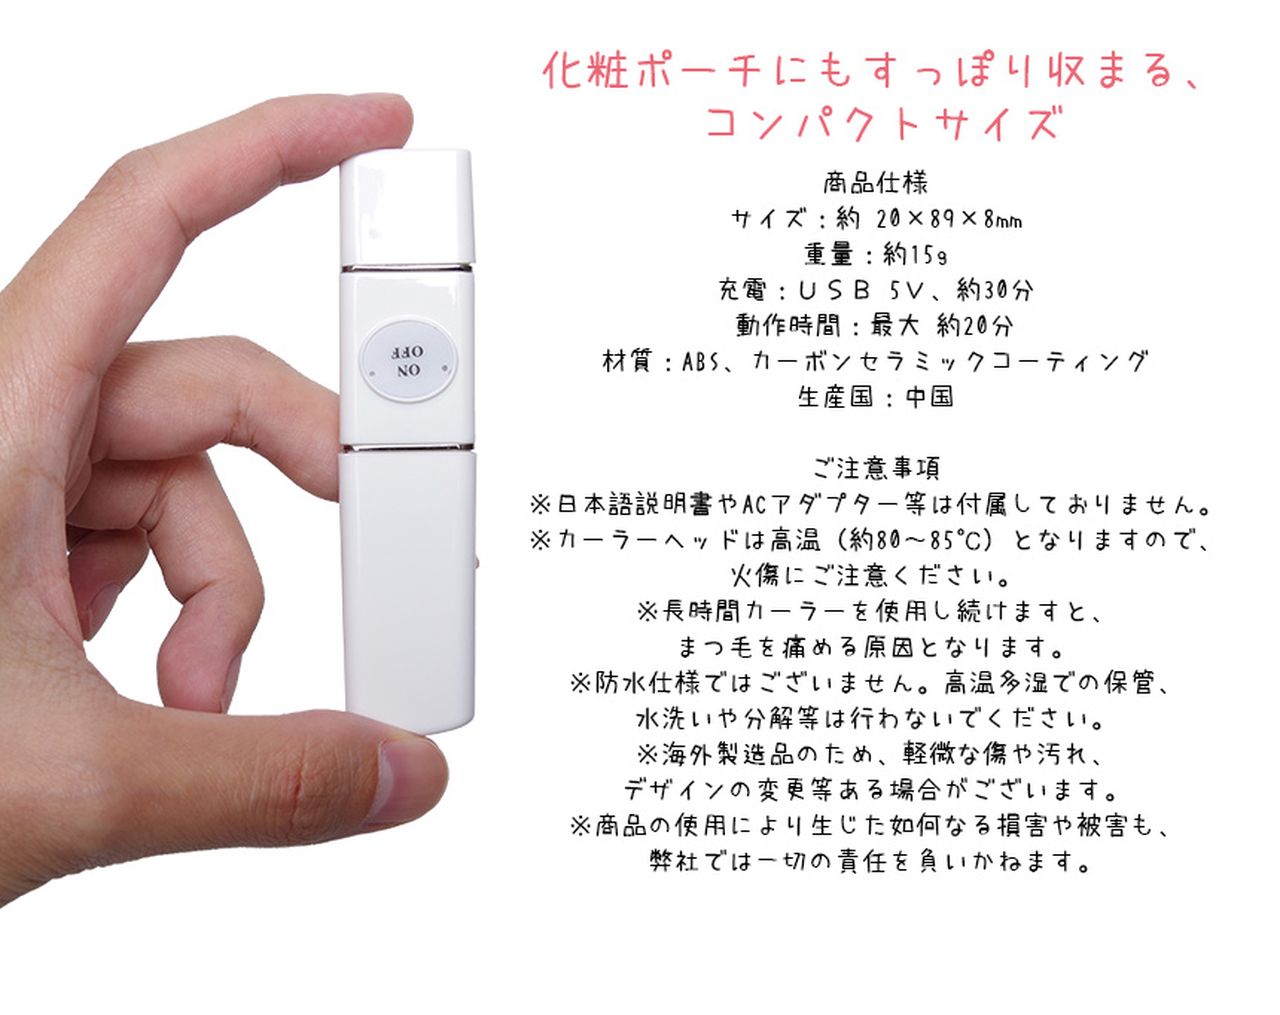 化粧ポーチにもすっぽり収まる、
コンパクトサイズ
商品仕様
サイズ：約 20×89×8mm
重量：約15g
充電：ＵＳＢ 5Ｖ、約30分
動作時間：最大 約20分
材質：ABS、カーボンセラミックコーティング
生産国：中国
ご注意事項
※日本語説明書やACアダプター等は付属しておりません。
※カーラーヘッドは高温（約80～85℃）となりますので、
火傷にご注意ください。
※長時間カーラーを使用し続けますと、
まつ毛を痛める原因となります。
※防水仕様ではございません。高温多湿での保管、
水洗いや分解等は行わないでください。
※海外製造品のため、軽微な傷や汚れ、
デザインの変更等ある場合がございます。
※商品の使用により生じた如何なる損害や被害も、
弊社では一切の責任を負いかねます。
ON
OFF